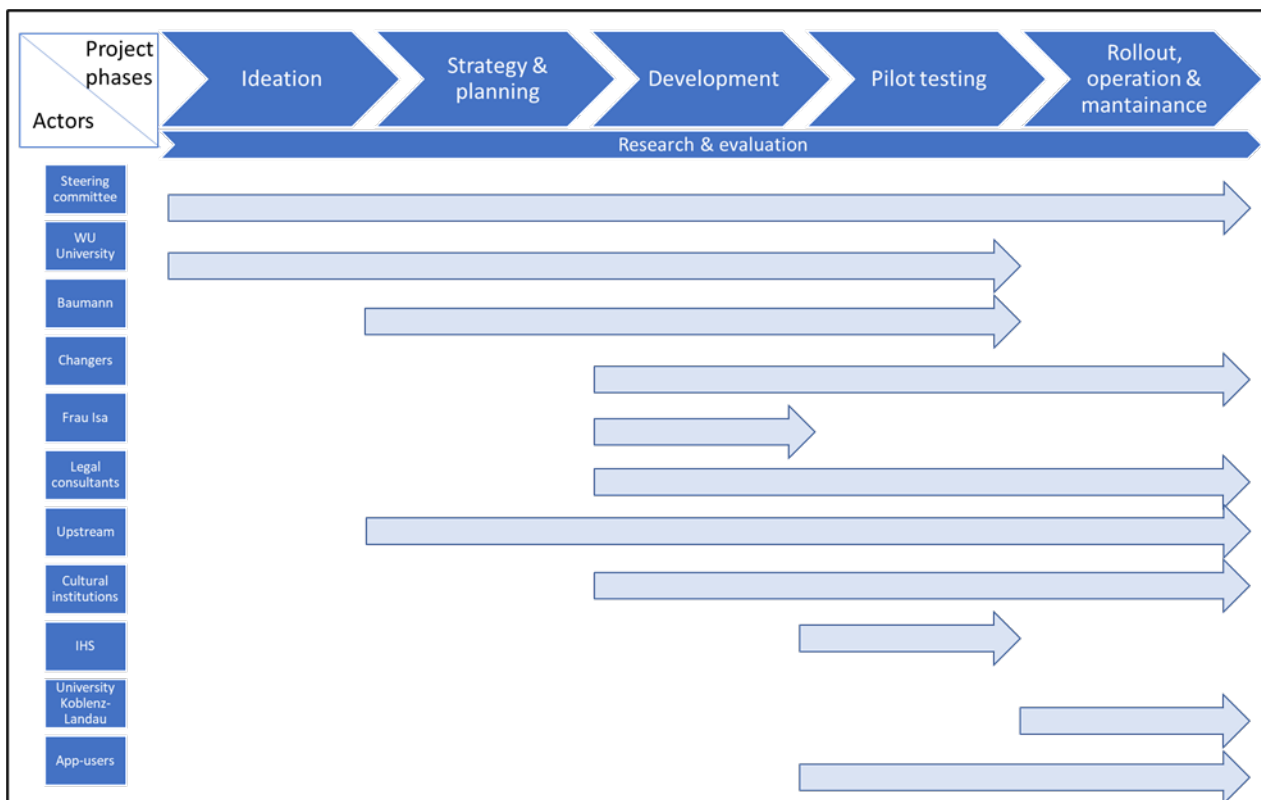 Project
phases
Actors
Ideation
Strategy &
planning
Development
Pilot testing
Rollout,
operation &
mantainance
Research & evaluation
Steering
committee
WU
University
Baumann
Changers
Frau Isa
Legal
consultants
Upstream
Cultural
institutions
IHS
University
Koblenz-
Landau
App-users